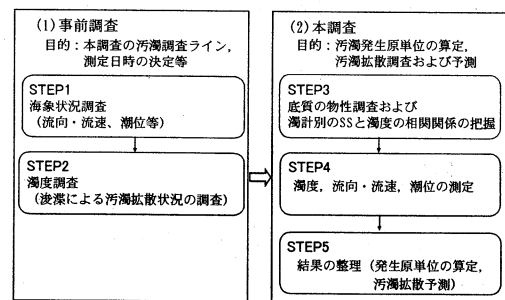 (1) 事前調査
目的：本調査の汚濁調査ライン，
測定日時の決定等
STEP1
海象状況調査
(流向・流速、潮位等)
STEP2
濁度調査
(浚渫による汚濁拡散状況の調査)
(2) 本調査
目的：汚濁発生原単位の算定，
汚濁拡散調査および予測
STEP3
底質の物性調査および
濁計別のSSと濁度の相関関係の把握
STEP4
濁度，流向・流速，潮位の測定
STEP5
結果の整理（発生原単位の算定，
汚濁拡散予測）